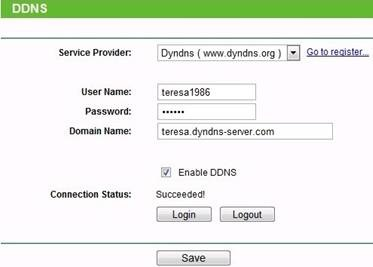 DDNS
Service Provider: Dyndns ( www.dyndns.org ) Go to register...
User Name: teresa1986
Password: ••••••
Domain Name: teresa.dyndns-server.com
Enable DDNS
Connection Status: Succeeded!
Login Logout
Save